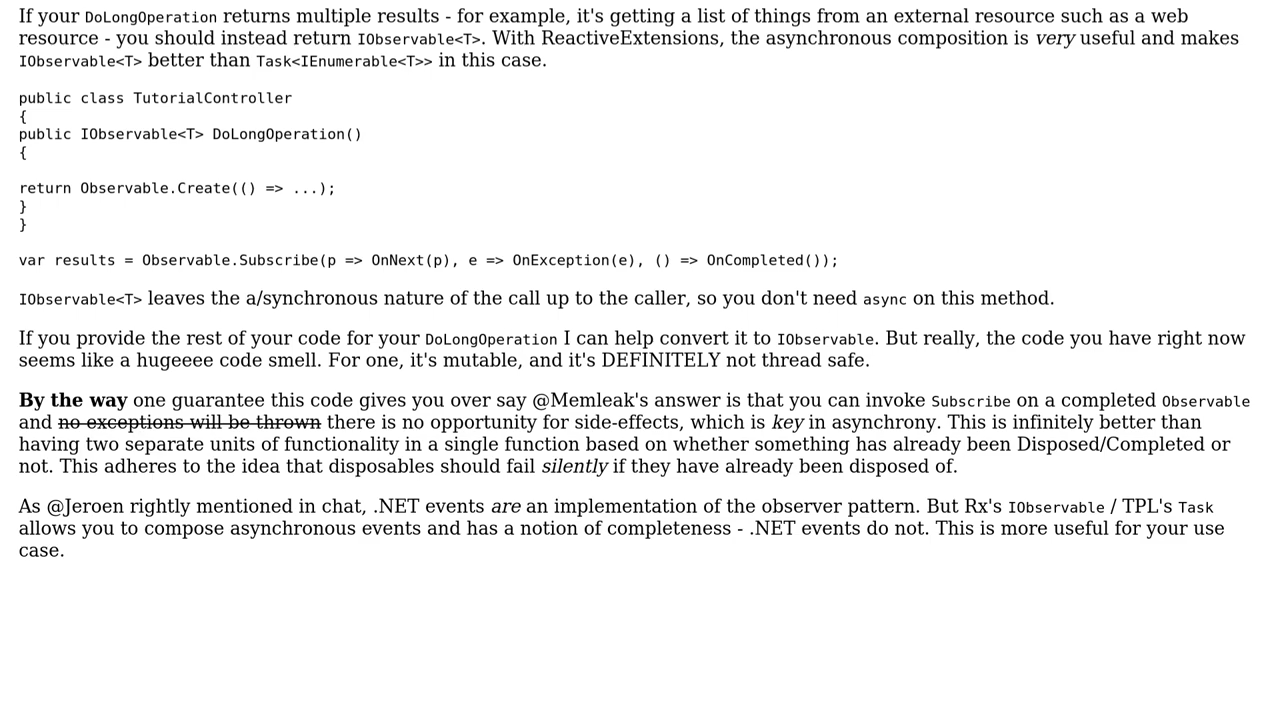 If your DoLongOperation returns multiple results - for example, it's getting a list of things from an external resource such as a web
resource - you should instead return IObservable<T>. With ReactiveExtensions, the asynchronous composition is very useful and makes
IObservable<T> better than Task<IEnumerable<T>> in this case.
public class TutorialController
{
public IObservable<T> DoLongOperation()
{
return Observable.Create(() => ...);
}
}
var results = Observable.Subscribe(p => OnNext(p), e => OnException(e), () => OnCompleted());
IObservable<T> leaves the a/synchronous nature of the call up to the caller, so you don't need async on this method.
If you provide the rest of your code for your DoLongOperation I can help convert it to IObservable. But really, the code you have right now
seems like a hugeeee code smell. For one, it's mutable, and it's DEFINITELY not thread safe.
By the way one guarantee this code gives you over say @Memleak's answer is that you can invoke Subscribe on a completed Observable
and no exceptions will be thrown there is no opportunity for side-effects, which is key in asynchrony. This is infinitely better than
having two separate units of functionality in a single function based on whether something has already been Disposed/Completed or
not. This adheres to the idea that disposables should fail silently if they have already been disposed of.
As @Jeroen rightly mentioned in chat, .NET events are an implementation of the observer pattern. But Rx's IObservable / TPL's Task
allows you to compose asynchronous events and has a notion of completeness - .NET events do not. This is more useful for your use
case.